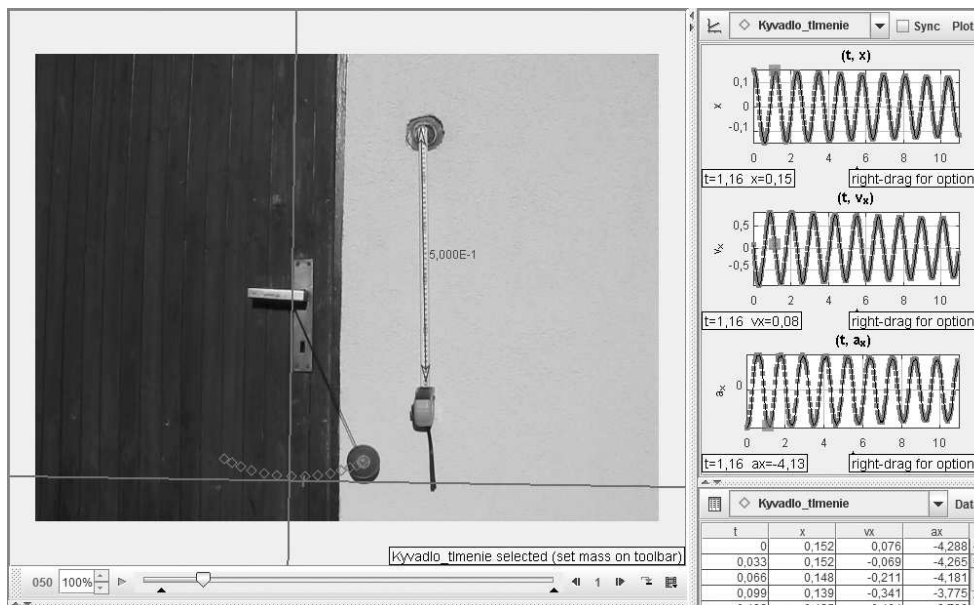 Kyvadlo_tlmenie
Sync
Plot
(t, x)
0,1
0
-0,1
x
0
2
4
6
8
10
t=1,16 x=0,15
right-drag for option
(t, vx)
0,5
0
-0,5
vx
0
2
4
6
8
10
t=1,16 vx=0,08
right-drag for option
(t, ax)
0
ax
0
2
4
6
8
10
t=1,16 ax=-4,13
right-drag for option
5,000E-1
Kyvadlo_tlmenie selected (set mass on toolbar)
050
100%
1
Kyvadlo_tlmenie
Dat
t x vx ax
0 0,152 0,076 -4,288
0,033 0,152 -0,069 -4,265
0,066 0,148 -0,211 -4,181
0,099 0,139 -0,341 -3,775